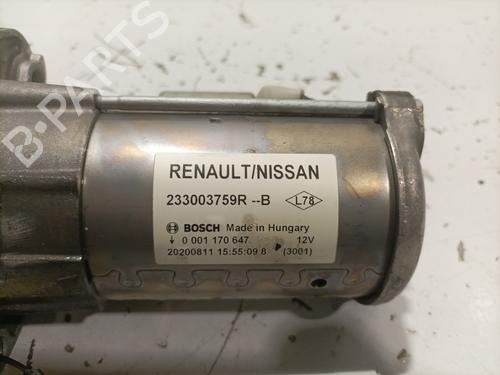 B-PARTS
RENAULT/NISSAN
233003759R --B L78
BOSCH Made in Hungary
0 001 170 647 12V
20200811 15:55:09 8 (3001)